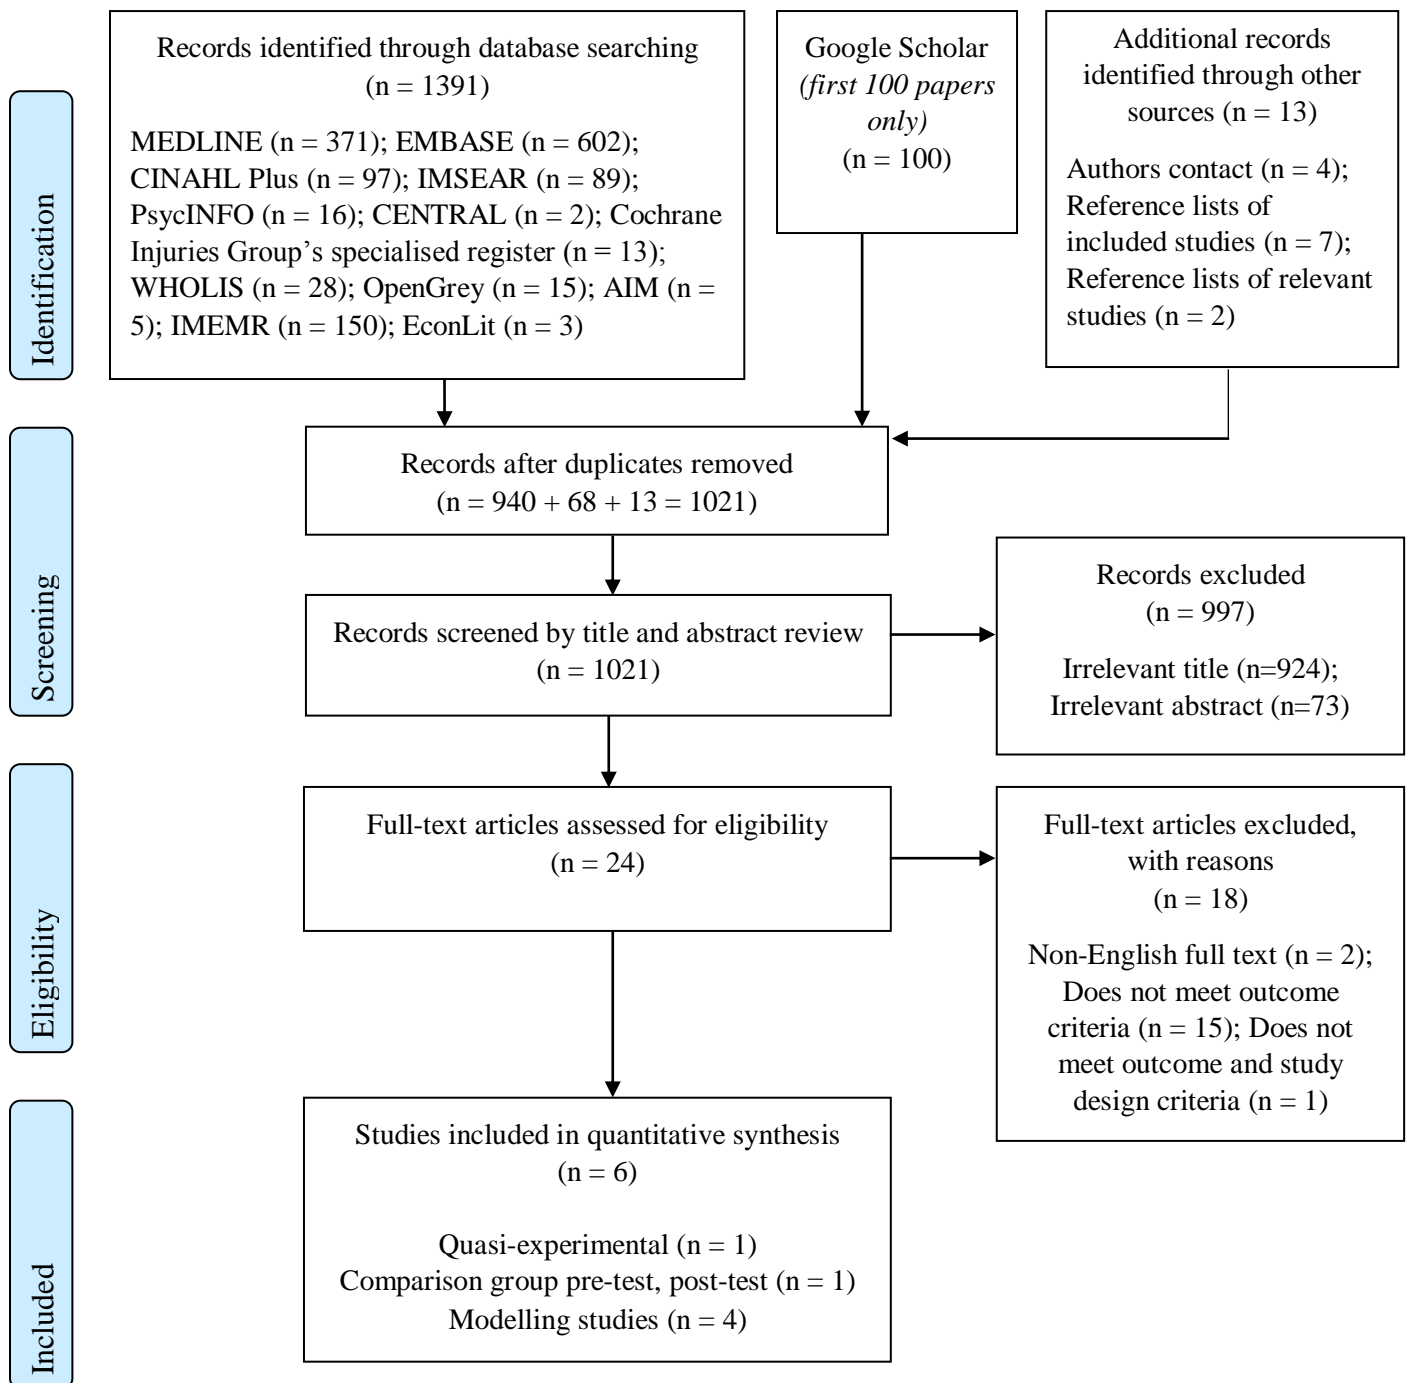 Records identified through database searching
(n = 1391)
MEDLINE (n = 371); EMBASE (n = 602);
CINAHL Plus (n = 97); IMSEAR (n = 89);
PsycINFO (n = 16); CENTRAL (n = 2); Cochrane
Injuries Group’s specialised register (n = 13);
WHOLIS (n = 28); OpenGrey (n = 15); AIM (n =
5); IMEMR (n = 150); EconLit (n = 3)
Google Scholar
(first 100 papers
only)
(n = 100)
Additional records
identified through other
sources (n = 13)
Authors contact (n = 4);
Reference lists of
included studies (n = 7);
Reference lists of relevant
studies (n = 2)
Identification
Records after duplicates removed
(n = 940 + 68 + 13 = 1021)
Screening
Records screened by title and abstract review
(n = 1021)
Records excluded
(n = 997)
Irrelevant title (n=924);
Irrelevant abstract (n=73)
Eligibility
Full-text articles assessed for eligibility
(n = 24)
Full-text articles excluded,
with reasons
(n = 18)
Non-English full text (n = 2);
Does not meet outcome
criteria (n = 15); Does not
meet outcome and study
design criteria (n = 1)
Included
Studies included in quantitative synthesis
(n = 6)
Quasi-experimental (n = 1)
Comparison group pre-test, post-test (n = 1)
Modelling studies (n = 4)